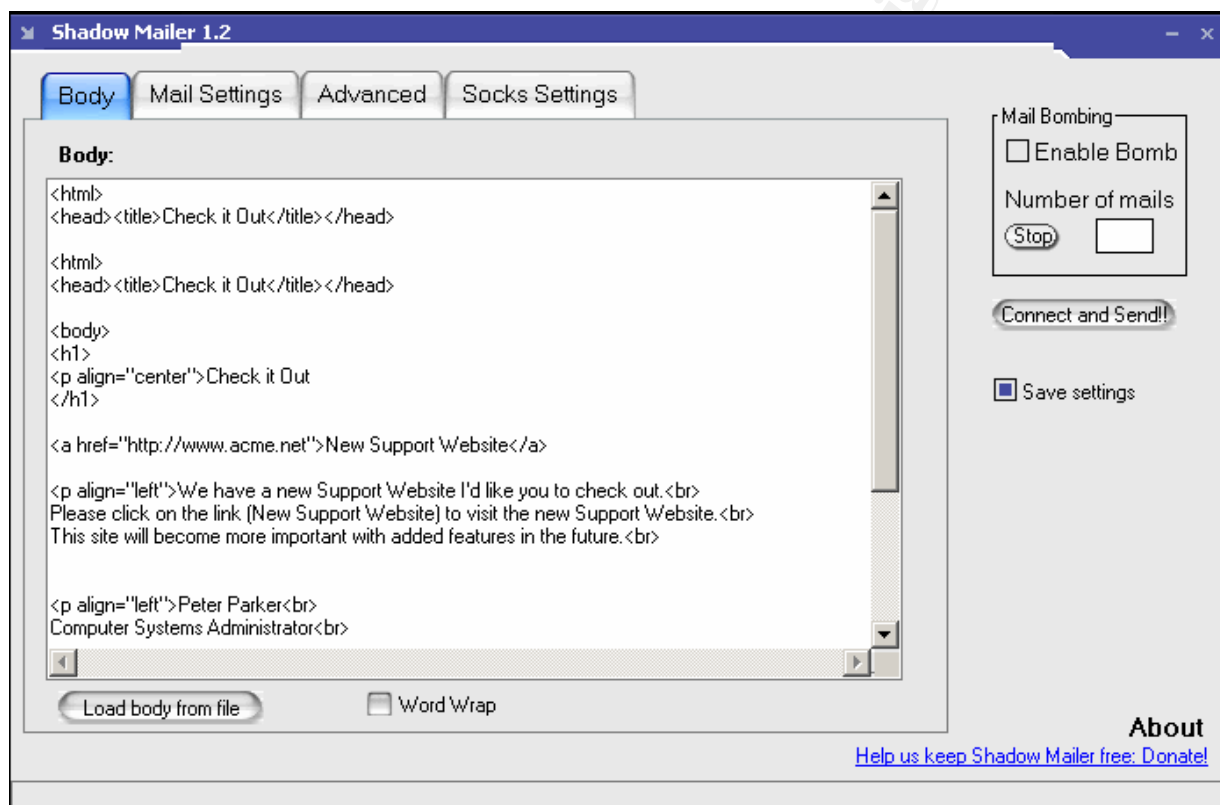 Shadow Mailer 1.2
Body
Mail Settings
Advanced
Socks Settings
Body:
<html>
<head><title>Check it Out</title></head>
<html>
<head><title>Check it Out</title></head>
<body>
<h1>
<p align="center">Check it Out
</h1>
<a href="http://www.acme.net">New Support Website</a>
<p align="left">We have a new Support Website I'd like you to check out.<br>
Please click on the link (New Support Website) to visit the new Support Website.<br>
This site will become more important with added features in the future.<br>
<p align="left">Peter Parker<br>
Computer Systems Administrator<br>
Load body from file
Word Wrap
Mail Bombing
Enable Bomb
Number of mails
Stop
Connect and Send!!
Save settings
About
Help us keep Shadow Mailer free: Donate!